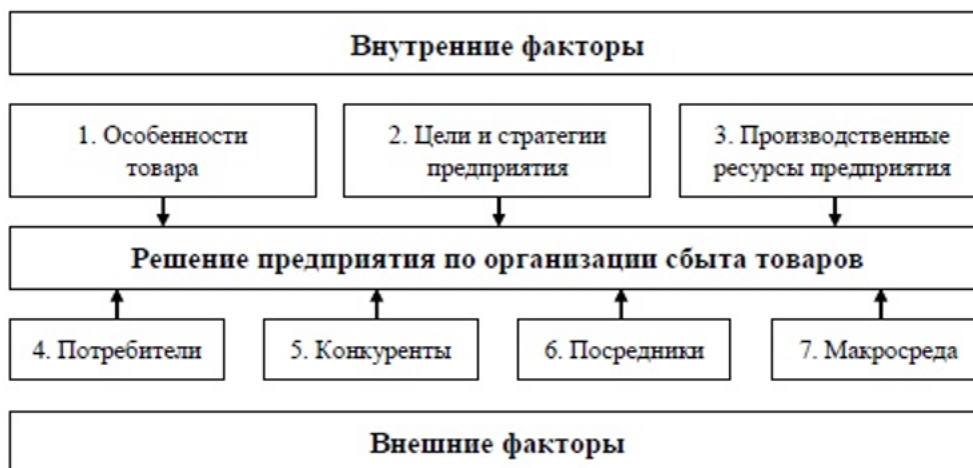 Внутренние факторы
1. Особенности
товара
2. Цели и стратегии
предприятия
3. Производственные
ресурсы предприятия
Решение предприятия по организации сбыта товаров
4. Потребители
5. Конкуренты
6. Посредники
7. Макросреда
Внешние факторы